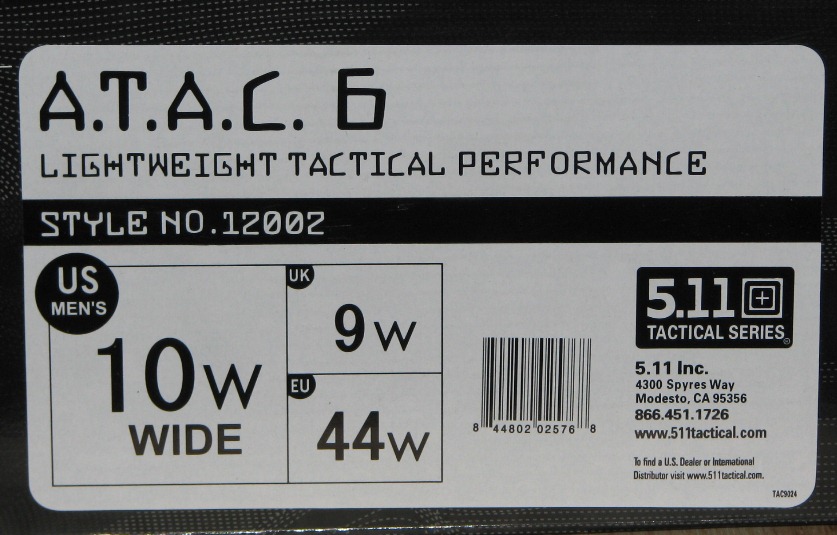 A.T.A.C. 6
LIGHTWEIGHT TACTICAL PERFORMANCE
STYLE NO.12002
US
MEN'S
10W
WIDE
UK
9W
EU
44W
8 44802 02576 8
5.11
TACTICAL SERIES®
5.11 Inc.
4300 Spyres Way
Modesto, CA 95356
866.451.1726
www.511tactical.com
To find a U.S. Dealer or International
Distributor visit www.511tactical.com.
TAC9024